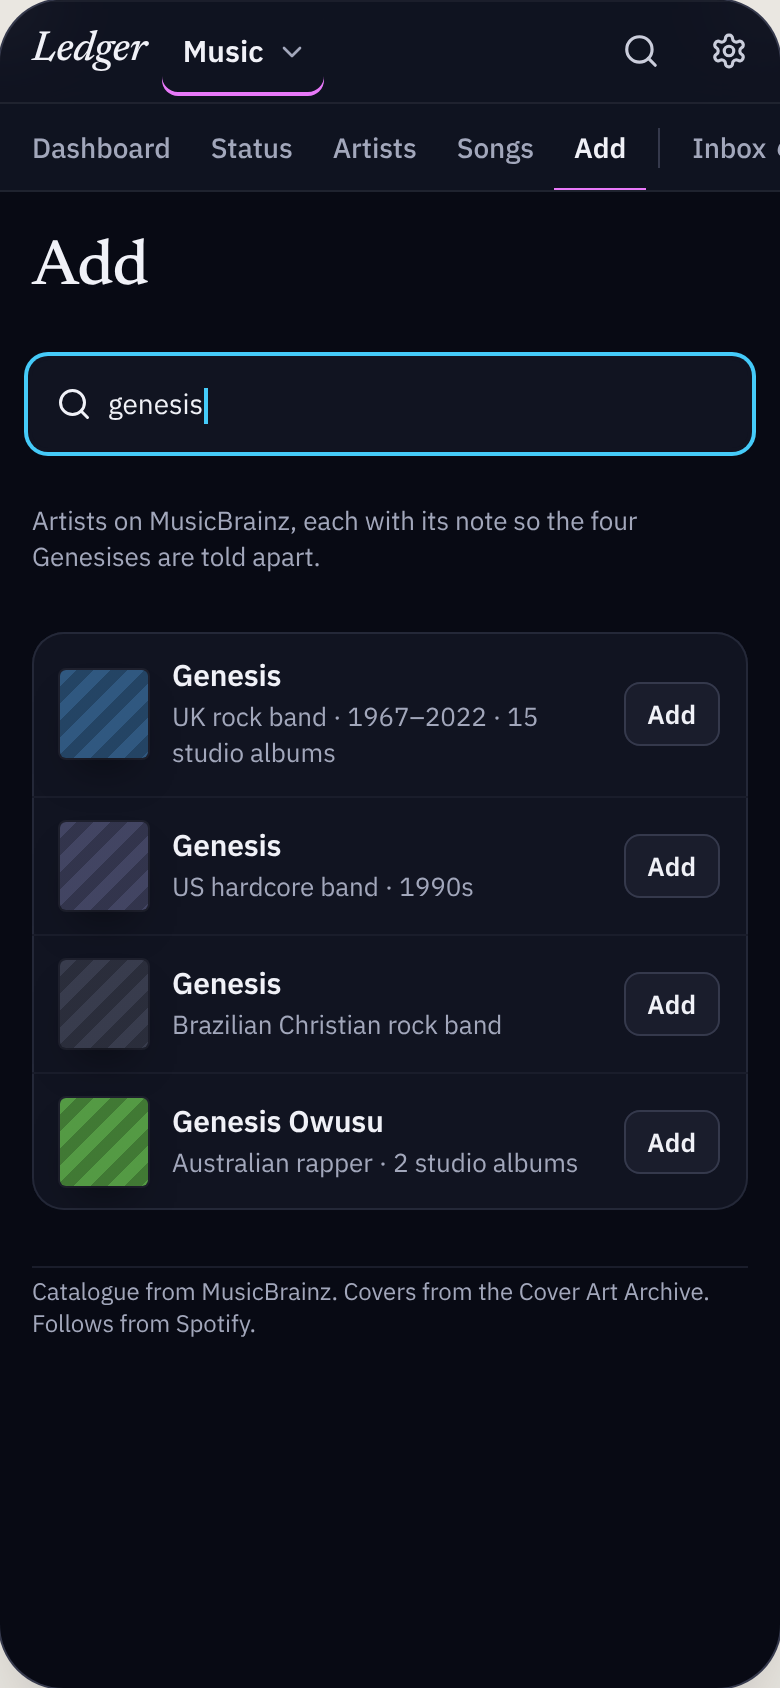 Ledger Music
Dashboard Status Artists Songs Add Inbox
Add
genesis
Artists on MusicBrainz, each with its note so the four
Genesises are told apart.
Genesis
UK rock band · 1967–2022 · 15
studio albums
Add
Genesis
US hardcore band · 1990s
Add
Genesis
Brazilian Christian rock band
Add
Genesis Owusu
Australian rapper · 2 studio albums
Add
Catalogue from MusicBrainz. Covers from the Cover Art Archive.
Follows from Spotify.